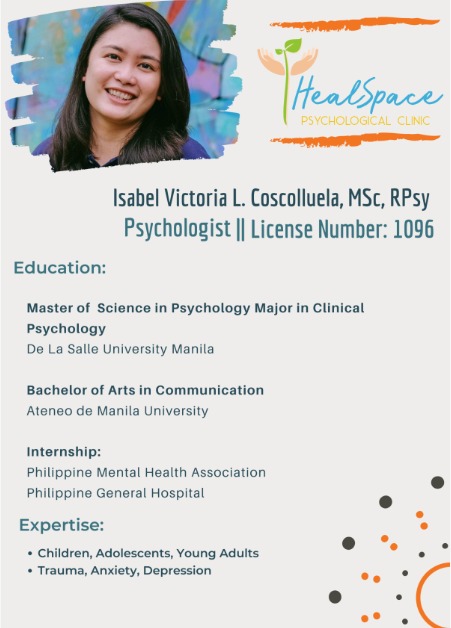 HealSpace
PSYCHOLOGICAL CLINIC
Isabel Victoria L. Coscolluela, MSc, RPsy
Psychologist || License Number: 1096
Education:
Master of Science in Psychology Major in Clinical
Psychology
De La Salle University Manila
Bachelor of Arts in Communication
Ateneo de Manila University
Internship:
Philippine Mental Health Association
Philippine General Hospital
Expertise:
• Children, Adolescents, Young Adults
• Trauma, Anxiety, Depression